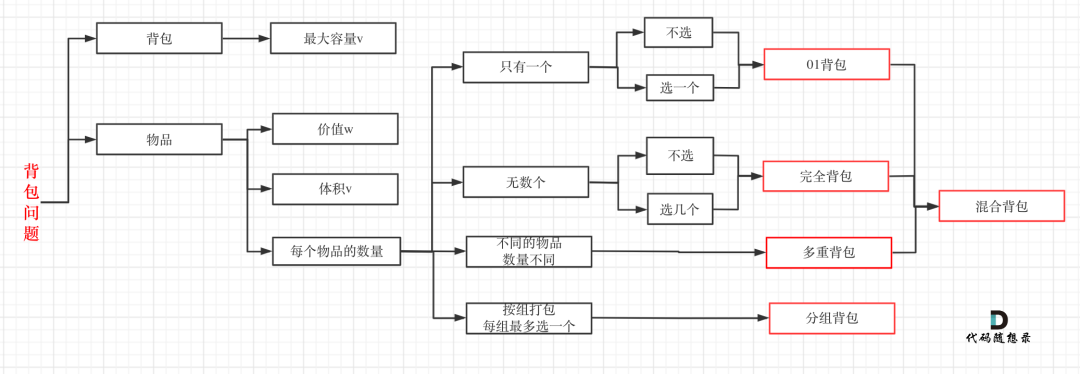 背包问题
背包
最大容量v
物品
价值w
体积v
每个物品的数量
只有一个
不选
选一个
01背包
无数个
不选
选几个
完全背包
不同的物品
数量不同
多重背包
混合背包
按组打包
每组最多选一个
分组背包
代码随想录